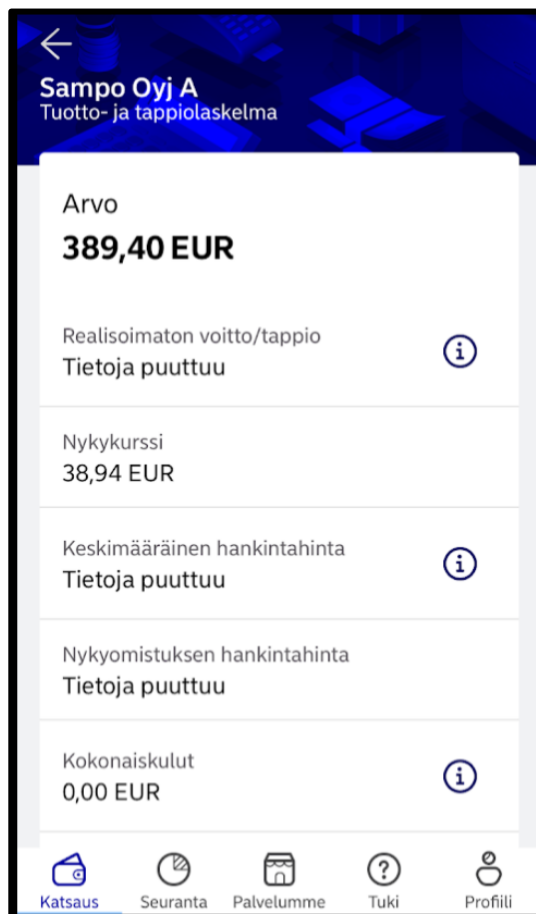 Sampo Oyj A
Tuotto- ja tappiolaskelma
Arvo
389,40 EUR
Realisoimaton voitto/tappio
Tietoja puuttuu
Nykykurssi
38,94 EUR
Keskimääräinen hankintahinta
Tietoja puuttuu
Nykyomistuksen hankintahinta
Tietoja puuttuu
Kokonaiskulut
0,00 EUR
Katsaus Seuranta Palvelumme Tuki Profiili